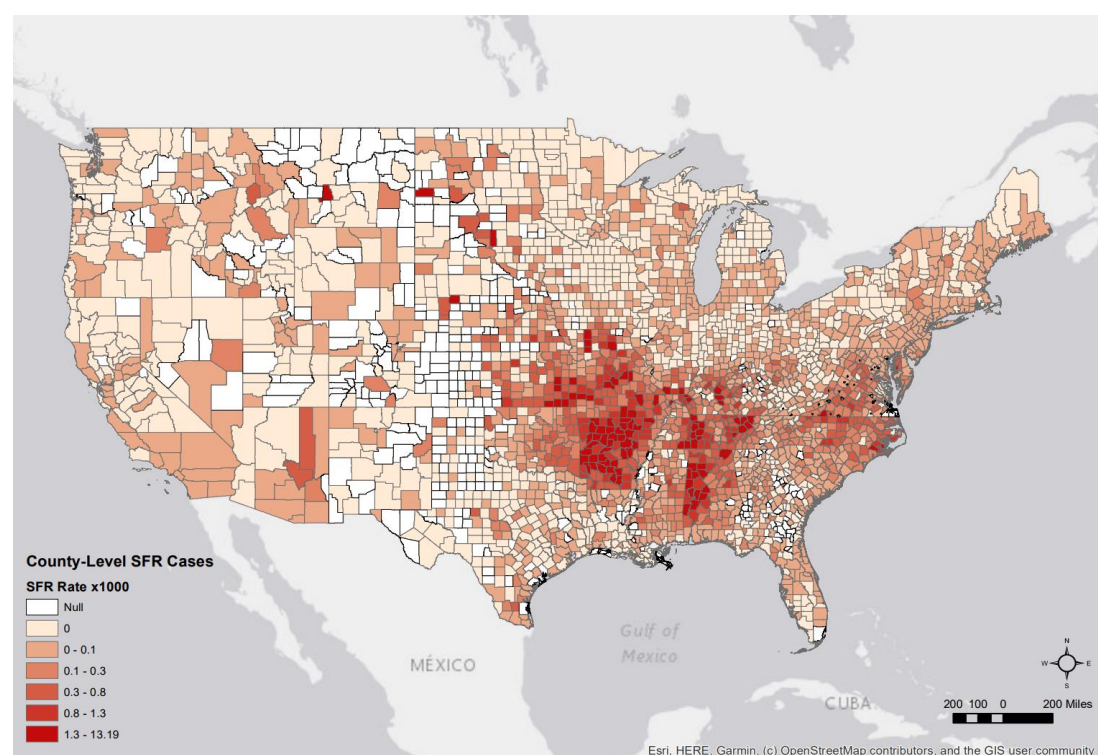 Gulf of
Mexico
MÉXICO
CUBA
County-Level SFR Cases
SFR Rate x1000
Null
0
0 - 0.1
0.1 - 0.3
0.3 - 0.8
0.8 - 1.3
1.3 - 13.19
N
W E
S
200 100 0 200 Miles
Esri, HERE, Garmin, (c) OpenStreetMap contributors, and the GIS user community